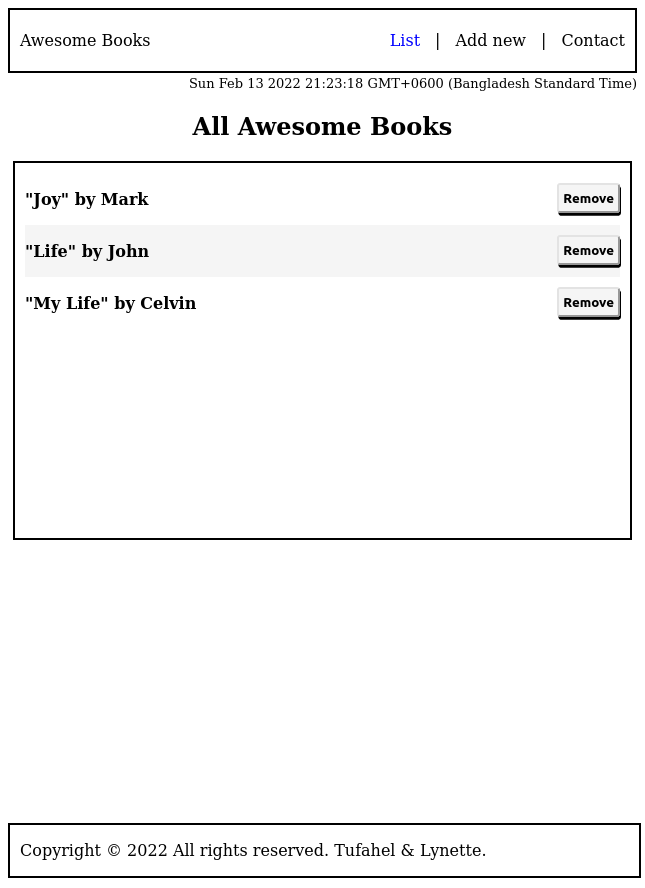 Awesome Books List | Add new | Contact
Sun Feb 13 2022 21:23:18 GMT+0600 (Bangladesh Standard Time)
All Awesome Books
"Joy" by Mark Remove
"Life" by John Remove
"My Life" by Celvin Remove
Copyright © 2022 All rights reserved. Tufahel & Lynette.